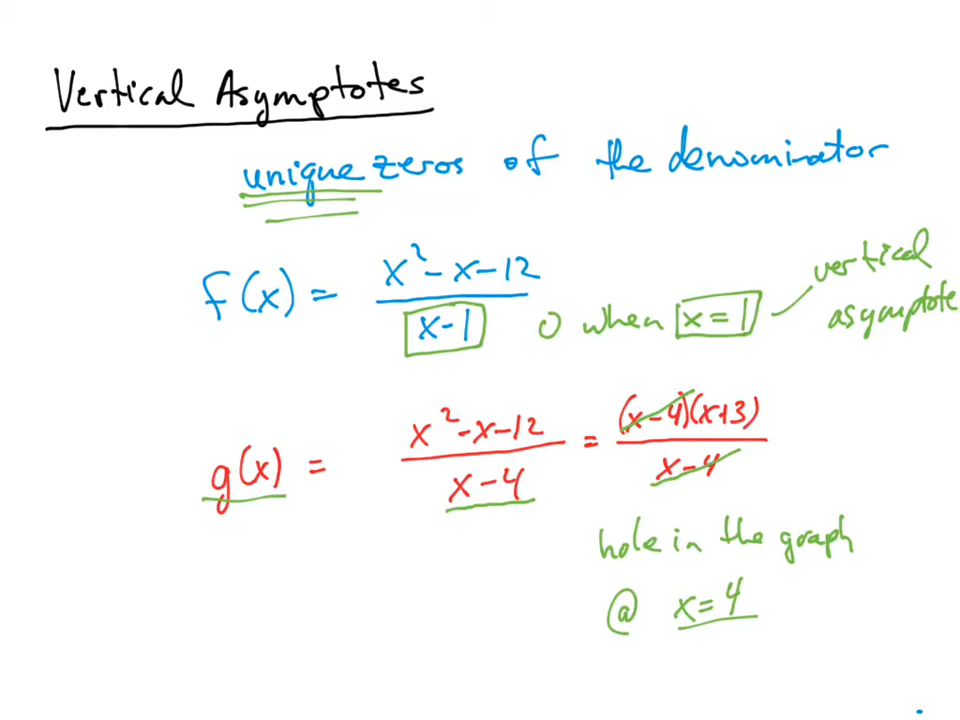 Vertical Asymptotes
unique zeros of the denominator
f(x) = (x² - x - 12)/(x - 1) 0 when x = 1 vertical asymptote
g(x) = (x² - x - 12)/(x - 4) = ((x - 4)(x + 3))/(x - 4)
hole in the graph
@ x = 4